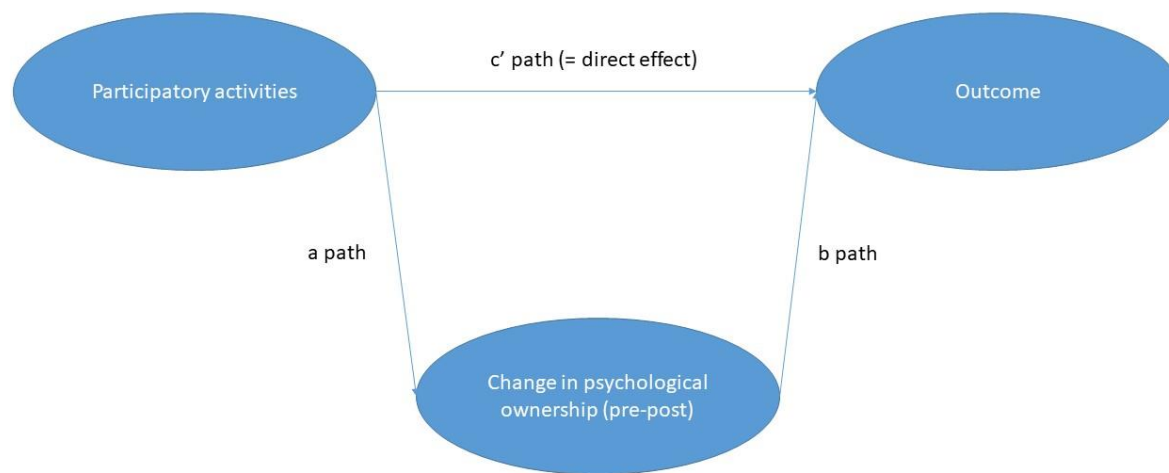 c’ path (= direct effect)
Participatory activities
Outcome
a path
b path
Change in psychological
ownership (pre-post)